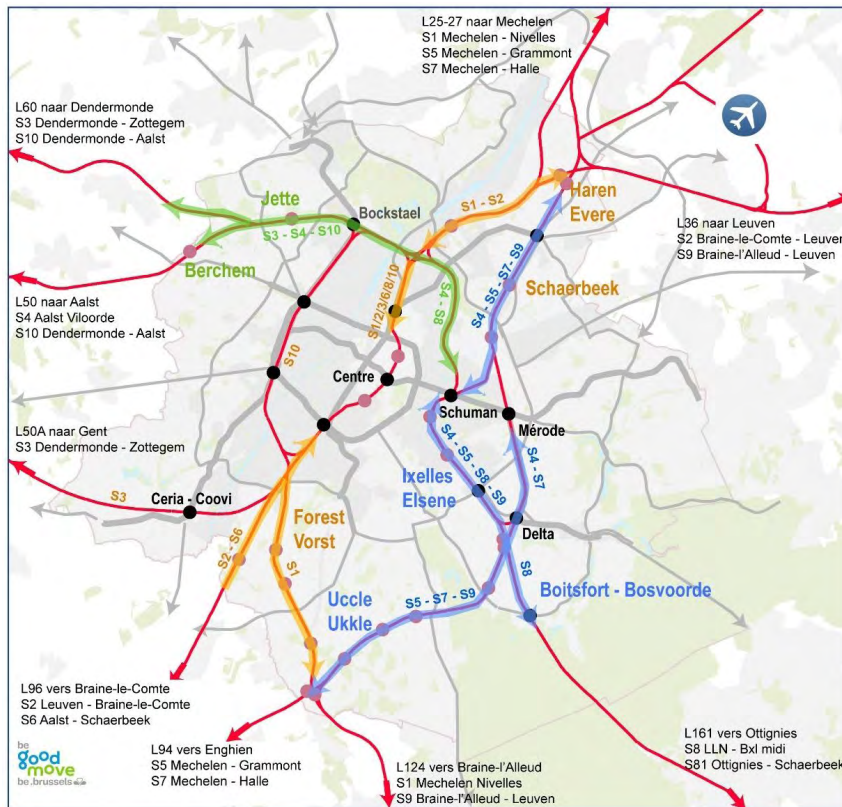 L25-27 naar Mechelen
S1 Mechelen - Nivelles
S5 Mechelen - Grammont
S7 Mechelen - Halle
L60 naar Dendermonde
S3 Dendermonde - Zottegem
S10 Dendermonde - Aalst
Jette
Bockstael
S1 - S2
Haren
Evere
S3 - S4 - S10
L36 naar Leuven
S2 Braine-le-Comte - Leuven
S9 Braine-l'Alleud - Leuven
Berchem
S1/2/3/6/8/10
S4 - S8
S4 - S5 - S7- S9
Schaerbeek
L50 naar Aalst
S4 Aalst Viloorde
S10 Dendermonde - Aalst
S10
Centre
Schuman
Mérode
L50A naar Gent
S3 Dendermonde - Zottegem
S4 - S5 - S8 - S9
S4 - S7
Ixelles
Elsene
S3
Ceria - Coovi
Forest
Vorst
Delta
S2 - S6
S1
S8
Uccle
Ukkle
S5 - S7 - S9
Boitsfort - Bosvoorde
L96 vers Braine-le-Comte
S2 Leuven - Braine-le-Comte
S6 Aalst - Schaerbeek
L94 vers Enghien
S5 Mechelen - Grammont
S7 Mechelen - Halle
L124 vers Braine-l'Alleud
S1 Mechelen Nivelles
S9 Braine-l'Alleud - Leuven
L161 vers Ottignies
S8 LLN - Bxl midi
S81 Ottignies - Schaerbeek
be
good
move
be.brussels